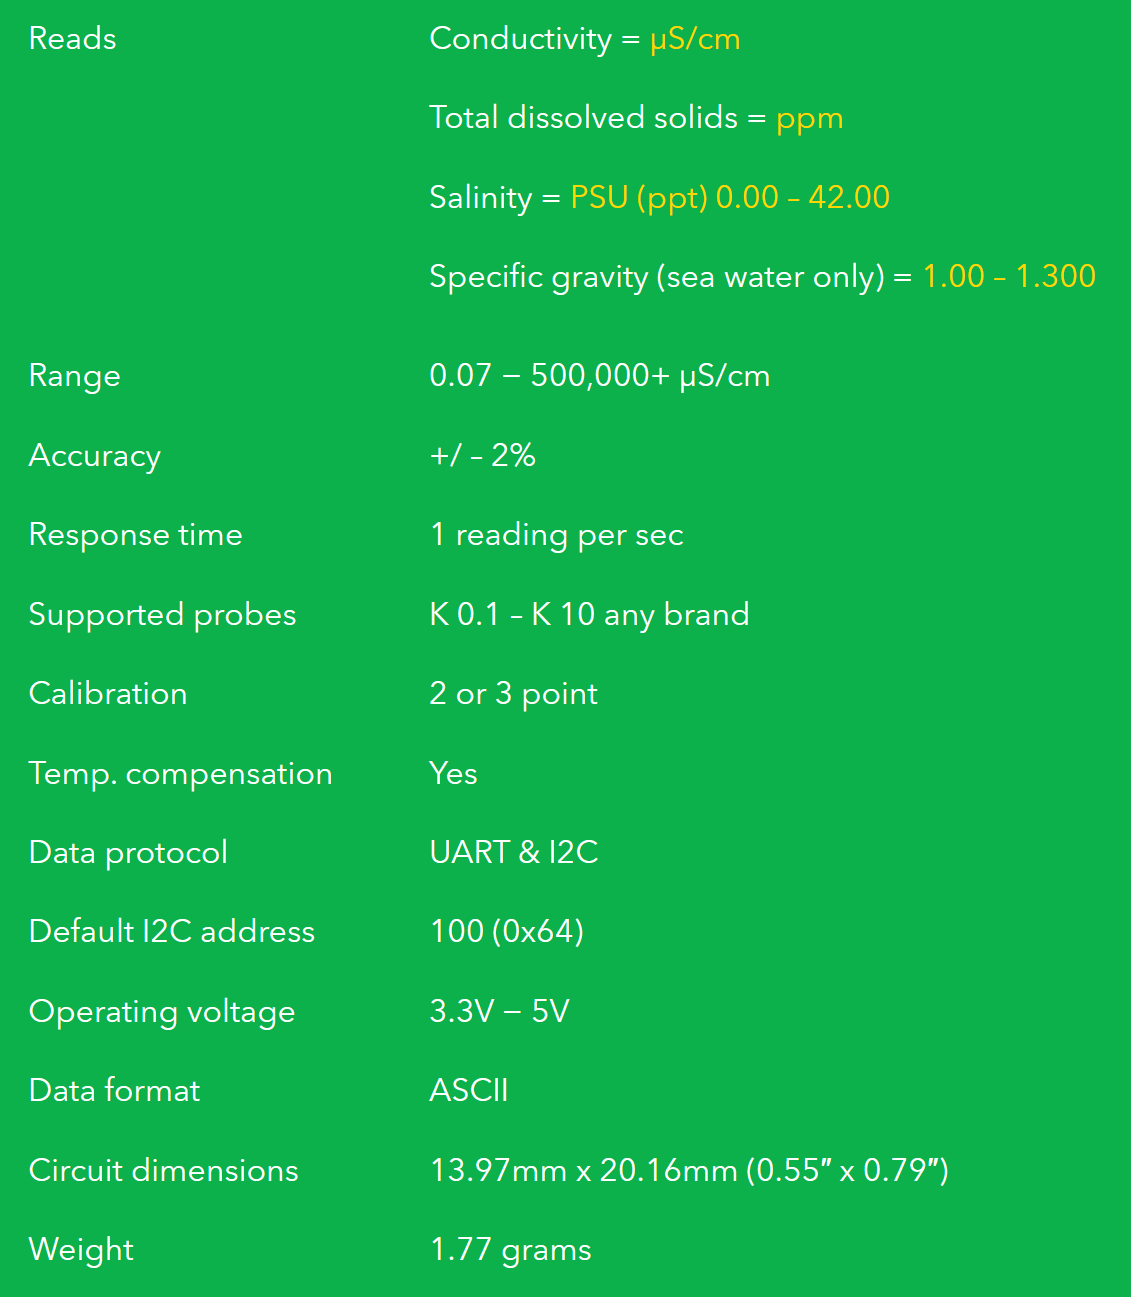 Reads Conductivity = µS/cm
Total dissolved solids = ppm
Salinity = PSU (ppt) 0.00 – 42.00
Specific gravity (sea water only) = 1.00 – 1.300
Range 0.07 − 500,000+ µS/cm
Accuracy +/ – 2%
Response time 1 reading per sec
Supported probes K 0.1 – K 10 any brand
Calibration 2 or 3 point
Temp. compensation Yes
Data protocol UART & I2C
Default I2C address 100 (0x64)
Operating voltage 3.3V − 5V
Data format ASCII
Circuit dimensions 13.97mm x 20.16mm (0.55″ x 0.79″)
Weight 1.77 grams